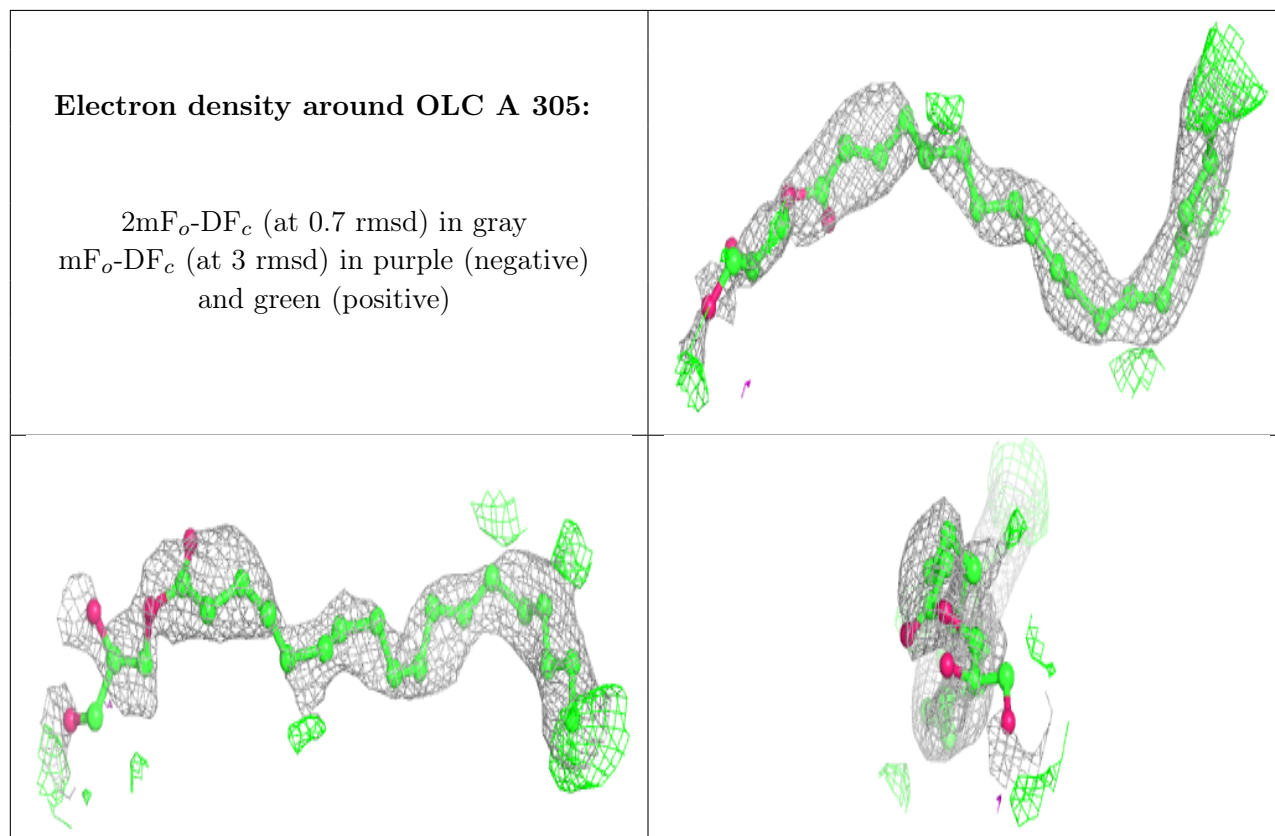 Electron density around OLC A 305:
2mFo-DFc (at 0.7 rmsd) in gray
mFo-DFc (at 3 rmsd) in purple (negative)
and green (positive)